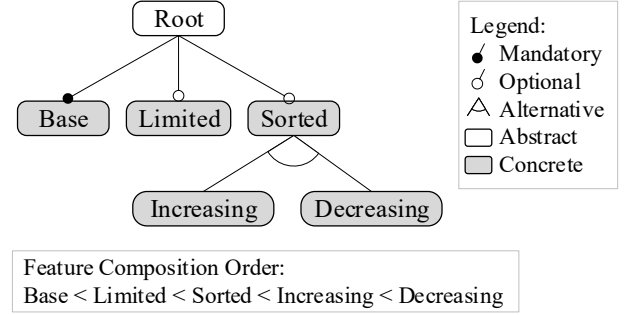 Root
Base
Limited
Sorted
Increasing
Decreasing
Legend:
Mandatory
Optional
Alternative
Abstract
Concrete
Feature Composition Order:
Base < Limited < Sorted < Increasing < Decreasing